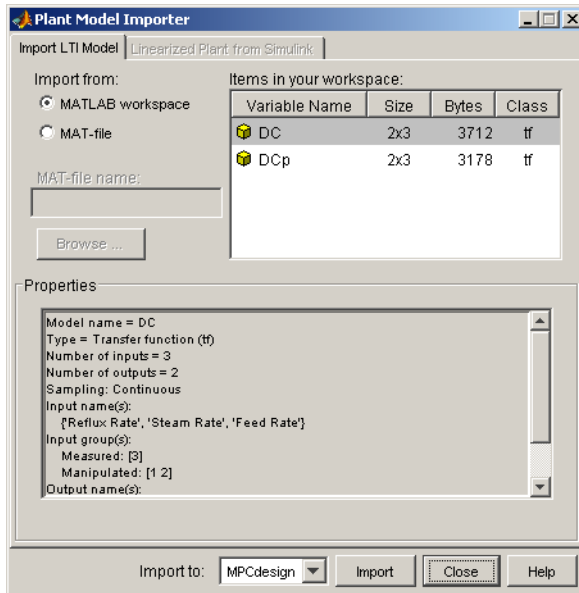 Plant Model Importer
Import LTI Model Linearized Plant from Simulink
Import from:
MATLAB workspace
MAT-file
MAT-file name:
Browse ...
Items in your workspace:
Variable Name Size Bytes Class
DC 2x3 3712 tf
DCp 2x3 3178 tf
Properties
Model name = DC
Type = Transfer function (tf)
Number of inputs = 3
Number of outputs = 2
Sampling: Continuous
Input name(s):
{'Reflux Rate', 'Steam Rate', 'Feed Rate'}
Input group(s):
Measured: [3]
Manipulated: [1 2]
Output name(s):
Import to: MPCdesign Import Close Help